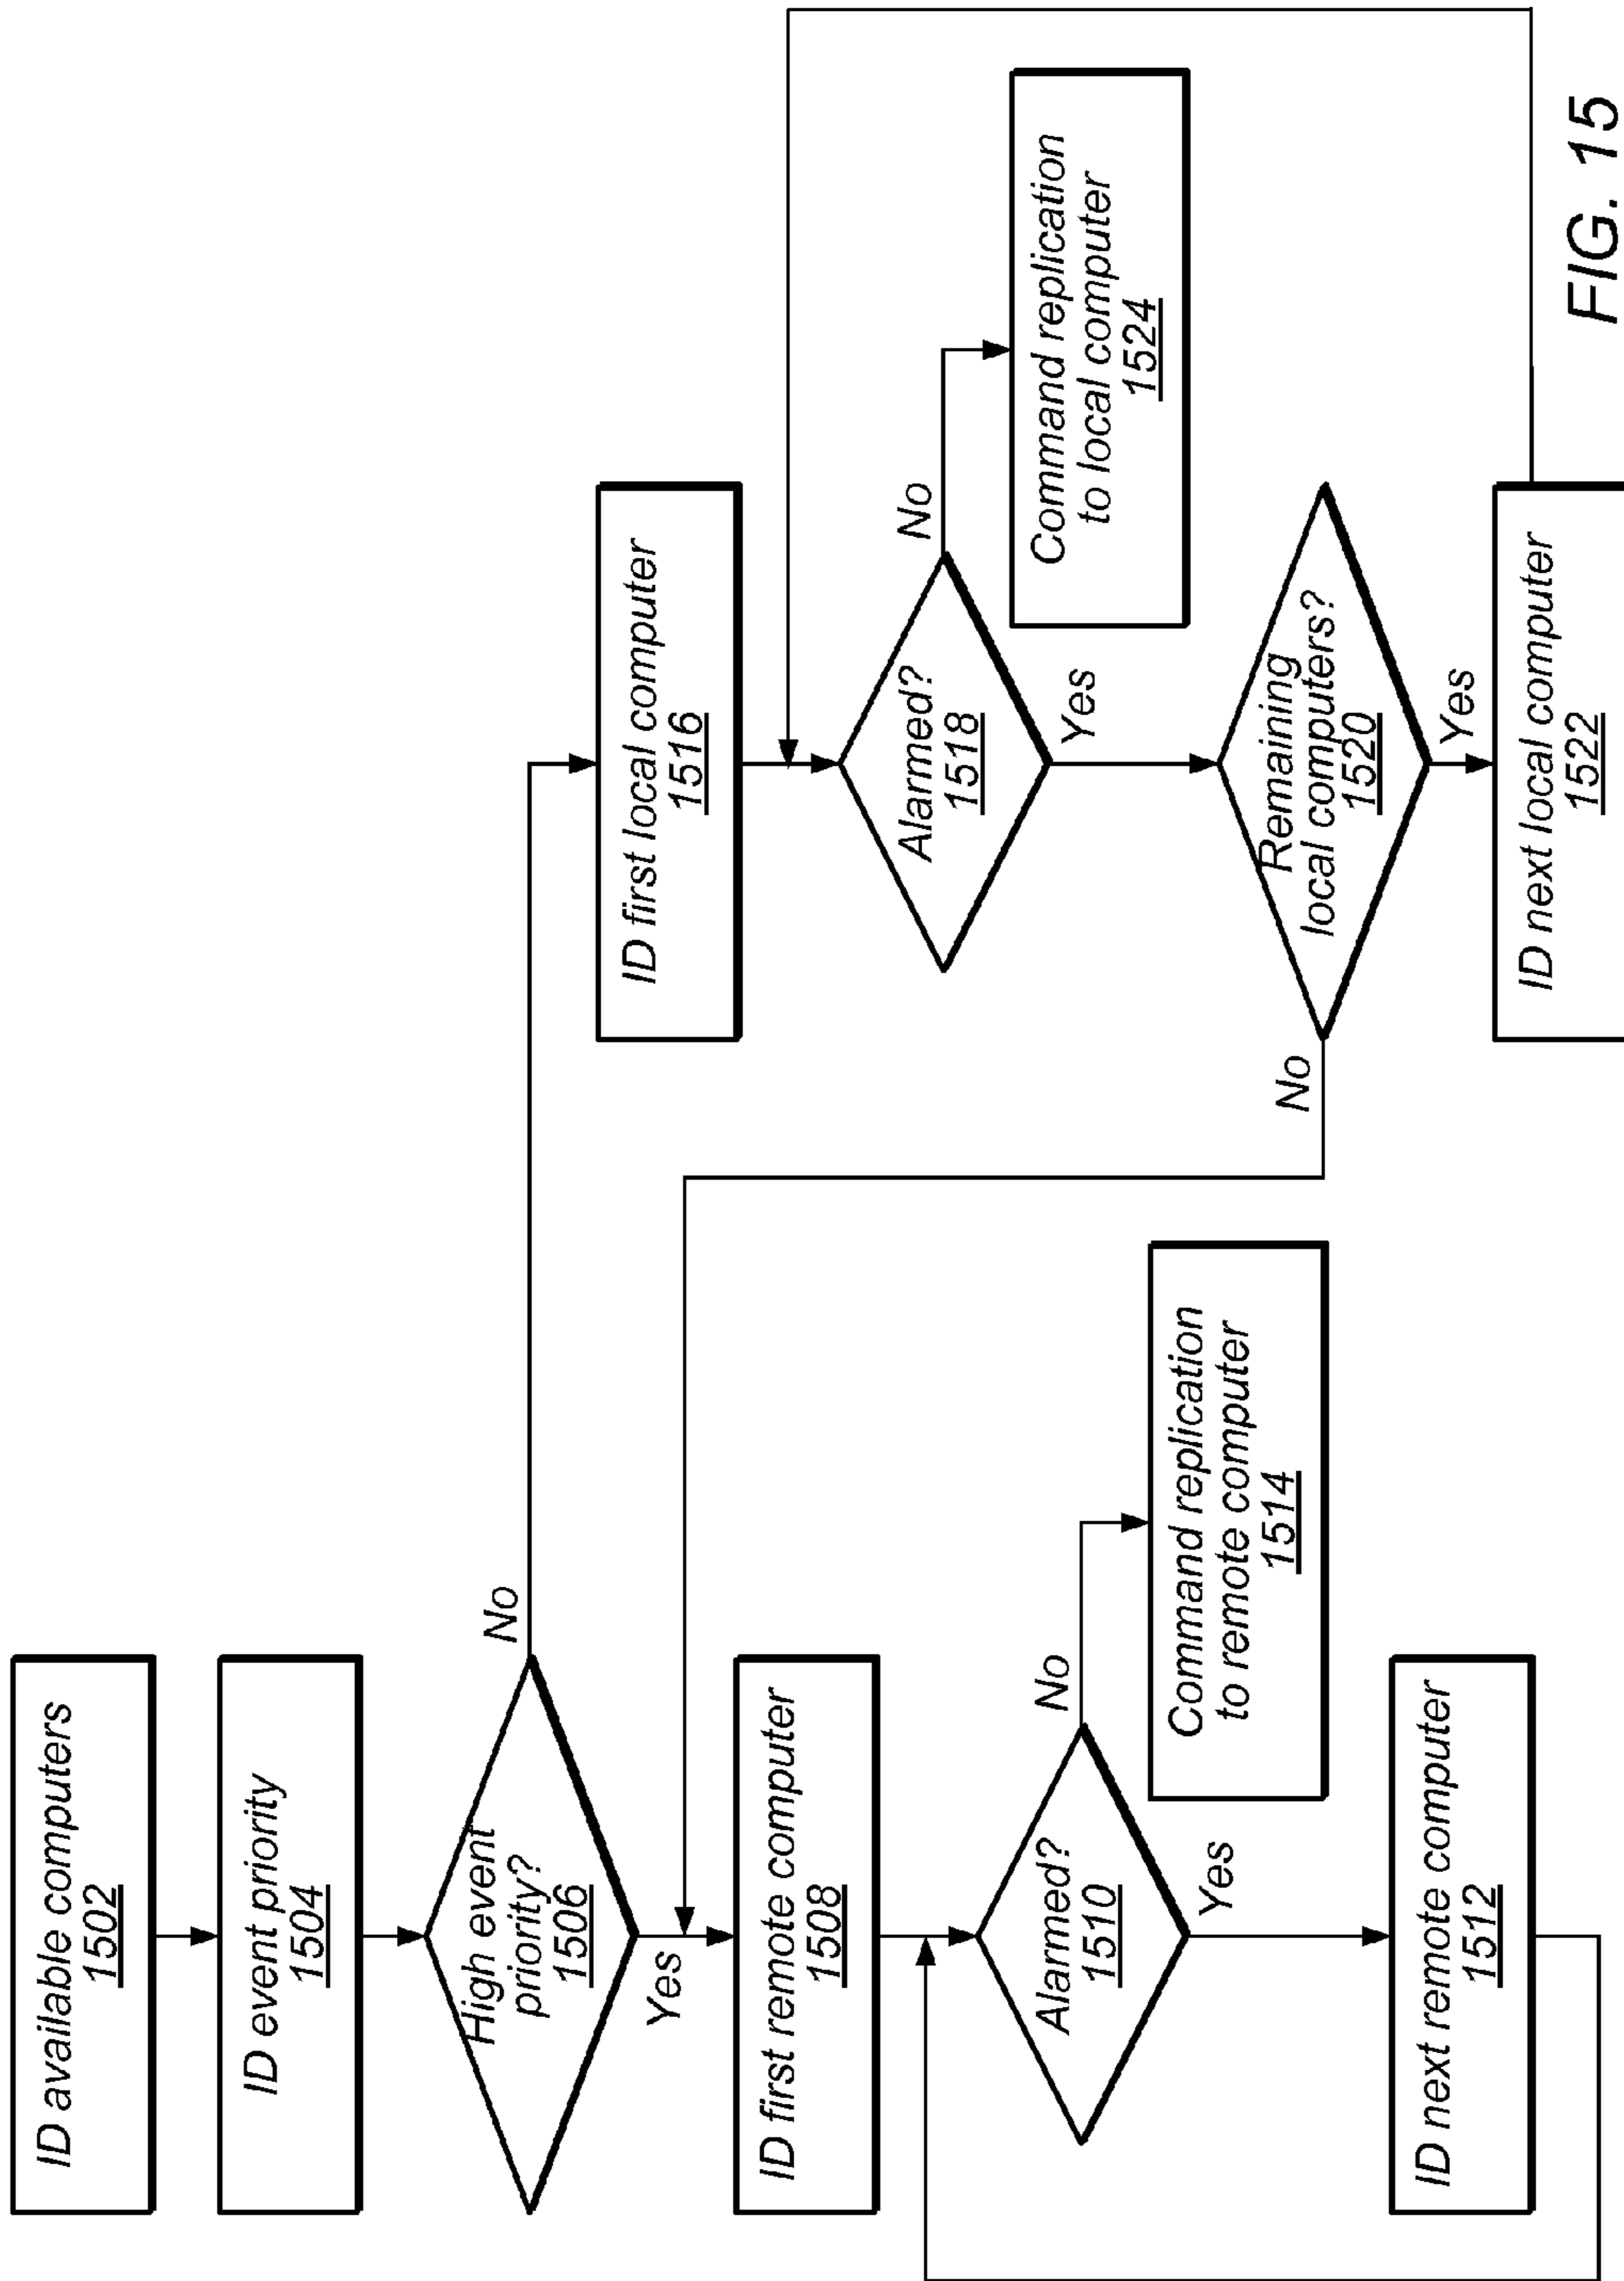 ID available computers
1502
ID event priority
1504
High event
priority?
1506
No
Yes
ID first remote computer
1508
Alarmed?
1510
No
Yes
Command replication
to remote computer
1514
ID next remote computer
1512
ID first local computer
1516
Alarmed?
1518
No
Yes
Command replication
to local computer
1524
Remaining
local computers?
1520
No
Yes
ID next local computer
1522
FIG. 15